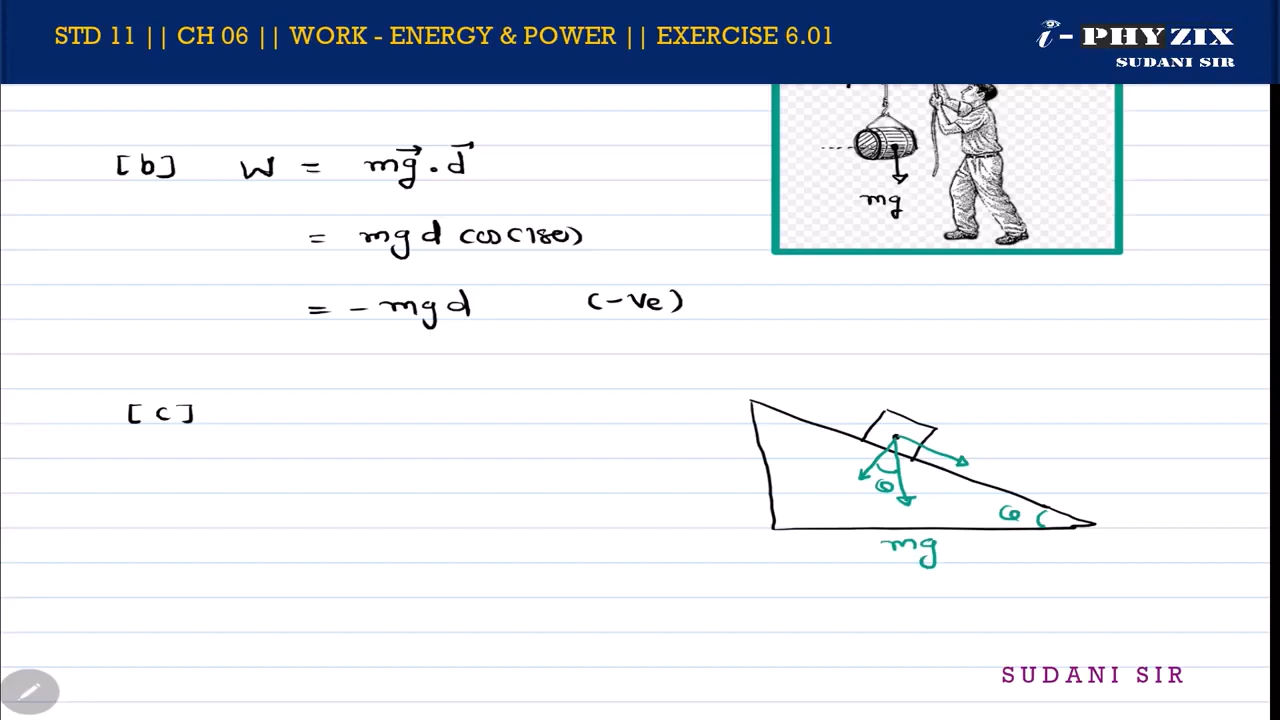 STD 11 || CH 06 || WORK - ENERGY & POWER || EXERCISE 6.01
i - PHYZIX
SUDANI SIR
[b] W = mg⃗ . d⃗
= mgd cos(180)
= - mgd (-ve)
mg
[c]
θ
θ
mg
SUDANI SIR